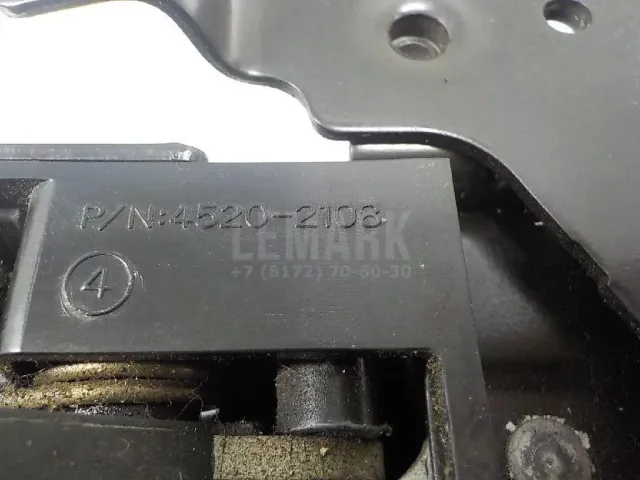 P/N:4520-2108
LEMARK
+7 (8172) 70-60-30
4